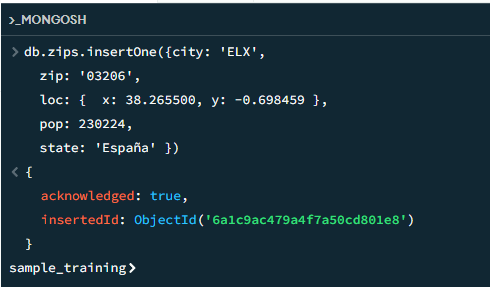 >_MONGOSH
> db.zips.insertOne({city: 'ELX',
zip: '03206',
loc: {  x: 38.265500, y: -0.698459 },
pop: 230224,
state: 'España' })
< {
acknowledged: true,
insertedId: ObjectId('6a1c9ac479a4f7a50cd801e8')
}
sample_training>